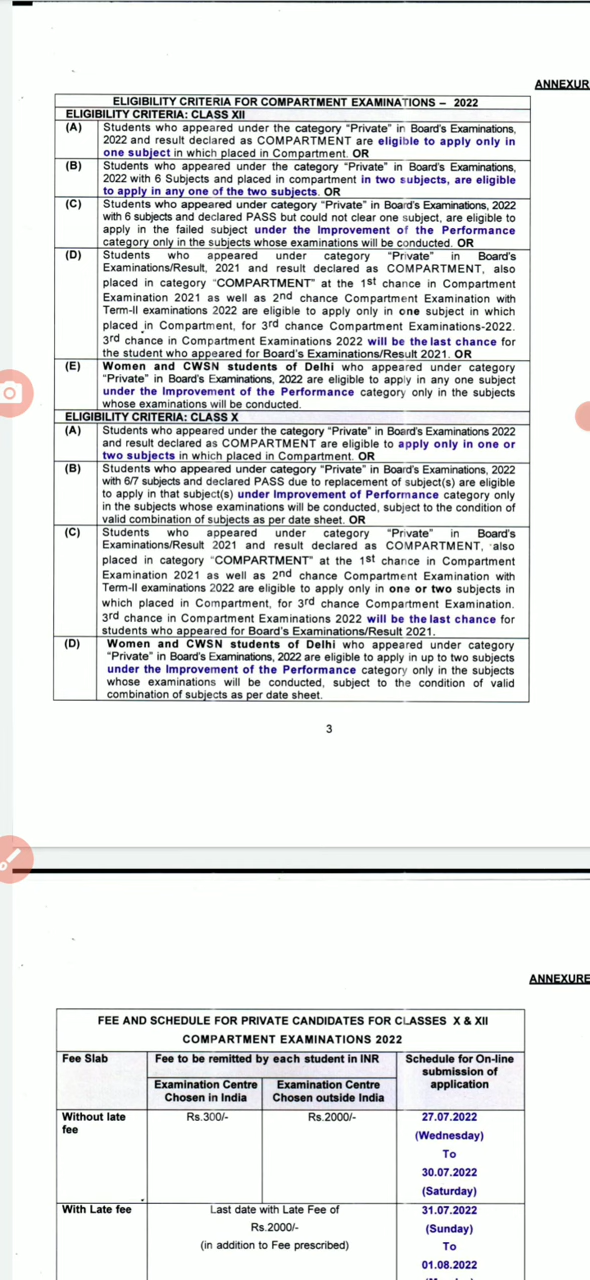 ANNEXUR
ELIGIBILITY CRITERIA FOR COMPARTMENT EXAMINATIONS – 2022
ELIGIBILITY CRITERIA: CLASS XII
(A) Students who appeared under the category "Private" in Board's Examinations,
2022 and result declared as COMPARTMENT are eligible to apply only in
one subject in which placed in Compartment. OR
(B) Students who appeared under the category "Private" in Board's Examinations,
2022 with 6 Subjects and placed in compartment in two subjects, are eligible
to apply in any one of the two subjects. OR
(C) Students who appeared under category "Private" in Board's Examinations, 2022
with 6 subjects and declared PASS but could not clear one subject, are eligible to
apply in the failed subject under the Improvement of the Performance
category only in the subjects whose examinations will be conducted. OR
(D) Students who appeared under category "Private" in Board's
Examinations/Result, 2021 and result declared as COMPARTMENT, also
placed in category "COMPARTMENT" at the 1st chance in Compartment
Examination 2021 as well as 2nd chance Compartment Examination with
Term-II examinations 2022 are eligible to apply only in one subject in which
placed in Compartment, for 3rd chance Compartment Examinations-2022.
3rd chance in Compartment Examinations 2022 will be the last chance for
the student who appeared for Board's Examinations/Result 2021. OR
(E) Women and CWSN students of Delhi who appeared under category
"Private" in Board's Examinations, 2022 are eligible to apply in any one subject
under the Improvement of the Performance category only in the subjects
whose examinations will be conducted.
ELIGIBILITY CRITERIA: CLASS X
(A) Students who appeared under the category "Private" in Board's Examinations 2022
and result declared as COMPARTMENT are eligible to apply only in one or
two subjects in which placed in Compartment. OR
(B) Students who appeared under category "Private" in Board's Examinations, 2022
with 6/7 subjects and declared PASS due to replacement of subject(s) are eligible
to apply in that subject(s) under Improvement of Performance category only
in the subjects whose examinations will be conducted, subject to the condition of
valid combination of subjects as per date sheet. OR
(C) Students who appeared under category "Private" in Board's
Examinations/Result 2021 and result declared as COMPARTMENT, also
placed in category "COMPARTMENT" at the 1st chance in Compartment
Examination 2021 as well as 2nd chance Compartment Examination with
Term-II examinations 2022 are eligible to apply only in one or two subjects in
which placed in Compartment, for 3rd chance Compartment Examination.
3rd chance in Compartment Examinations 2022 will be the last chance for
students who appeared for Board's Examinations/Result 2021.
(D) Women and CWSN students of Delhi who appeared under category
"Private" in Board's Examinations, 2022 are eligible to apply in up to two subjects
under the Improvement of the Performance category only in the subjects
whose examinations will be conducted, subject to the condition of valid
combination of subjects as per date sheet.
3
ANNEXURE
FEE AND SCHEDULE FOR PRIVATE CANDIDATES FOR CLASSES X & XII
COMPARTMENT EXAMINATIONS 2022
Fee Slab Fee to be remitted by each student in INR Schedule for On-line
submission of
application
Examination Centre Examination Centre
Chosen in India Chosen outside India
Without late Rs.300/- Rs.2000/- 27.07.2022
fee
(Wednesday)
To
30.07.2022
(Saturday)
With Late fee Last date with Late Fee of 31.07.2022
Rs.2000/- (Sunday)
(in addition to Fee prescribed) To
01.08.2022